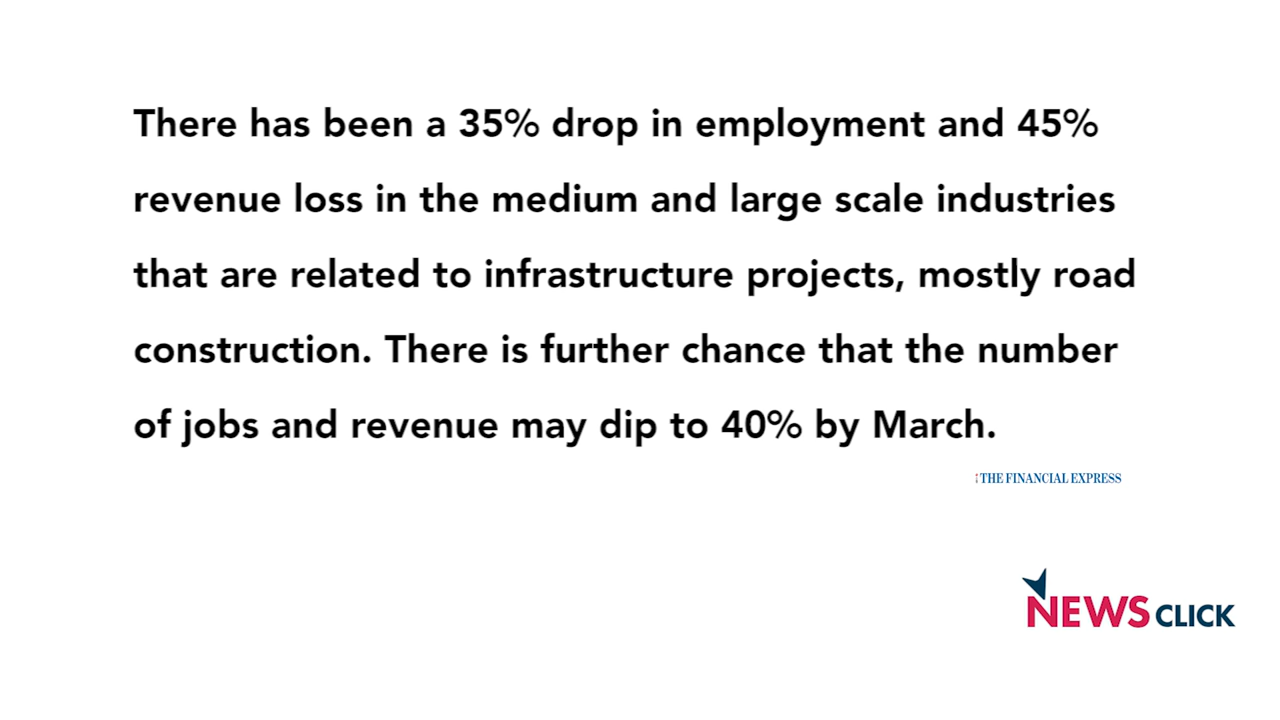 There has been a 35% drop in employment and 45%
revenue loss in the medium and large scale industries
that are related to infrastructure projects, mostly road
construction. There is further chance that the number
of jobs and revenue may dip to 40% by March.
THE FINANCIAL EXPRESS
NEWS CLICK